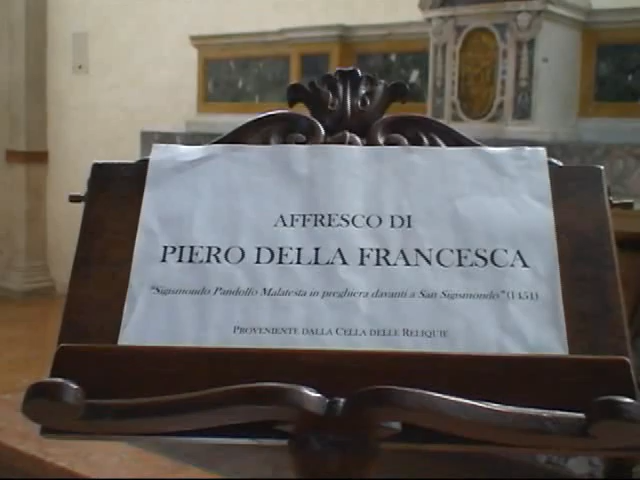 AFFRESCO DI
PIERO DELLA FRANCESCA
"Sigismondo Pandolfo Malatesta in preghiera davanti a San Sigismondo" (1451)
PROVENIENTE DALLA CELLA DELLE RELIQUIE